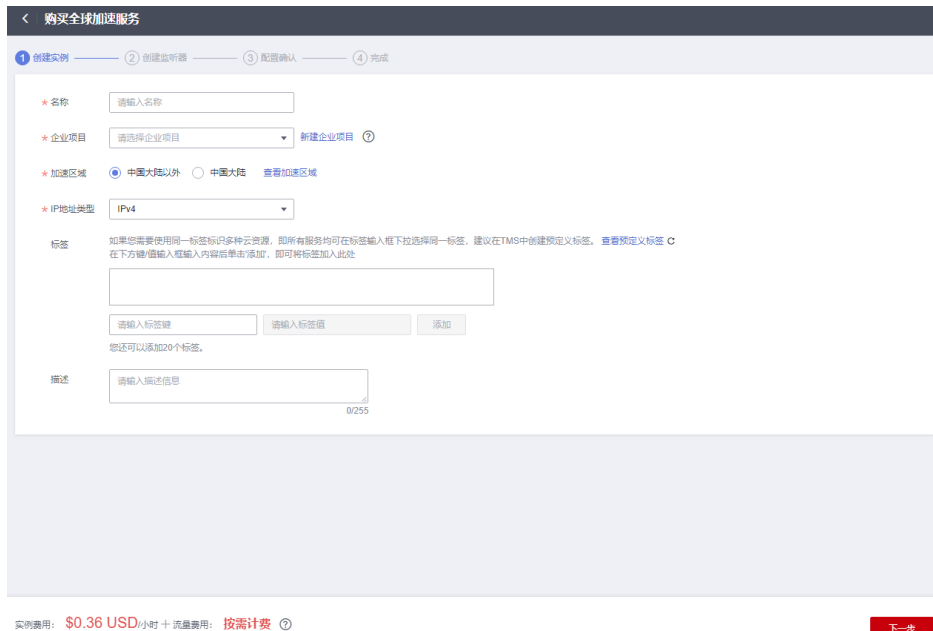 购买全球加速服务
1 创建实例 2 创建监听器 3 配置确认 4 完成
* 名称 请输入名称
* 企业项目 请选择企业项目 新建企业项目 ?
* 加速区域 中国大陆以外 中国大陆 查看加速区域
* IP地址类型 IPv4
标签 如果您需要使用同一标签标识多种云资源，即所有服务均可在标签输入框下拉选择同一标签，建议在TMS中创建预定义标签。 查看预定义标签
在下方键/值输入框输入内容后单击'添加'，即可将标签加入此处
请输入标签键 请输入标签值 添加
您还可以添加20个标签。
描述 请输入描述信息
0/255
实例费用： $0.36 USD/小时 + 流量费用： 按需计费 ?
下一步